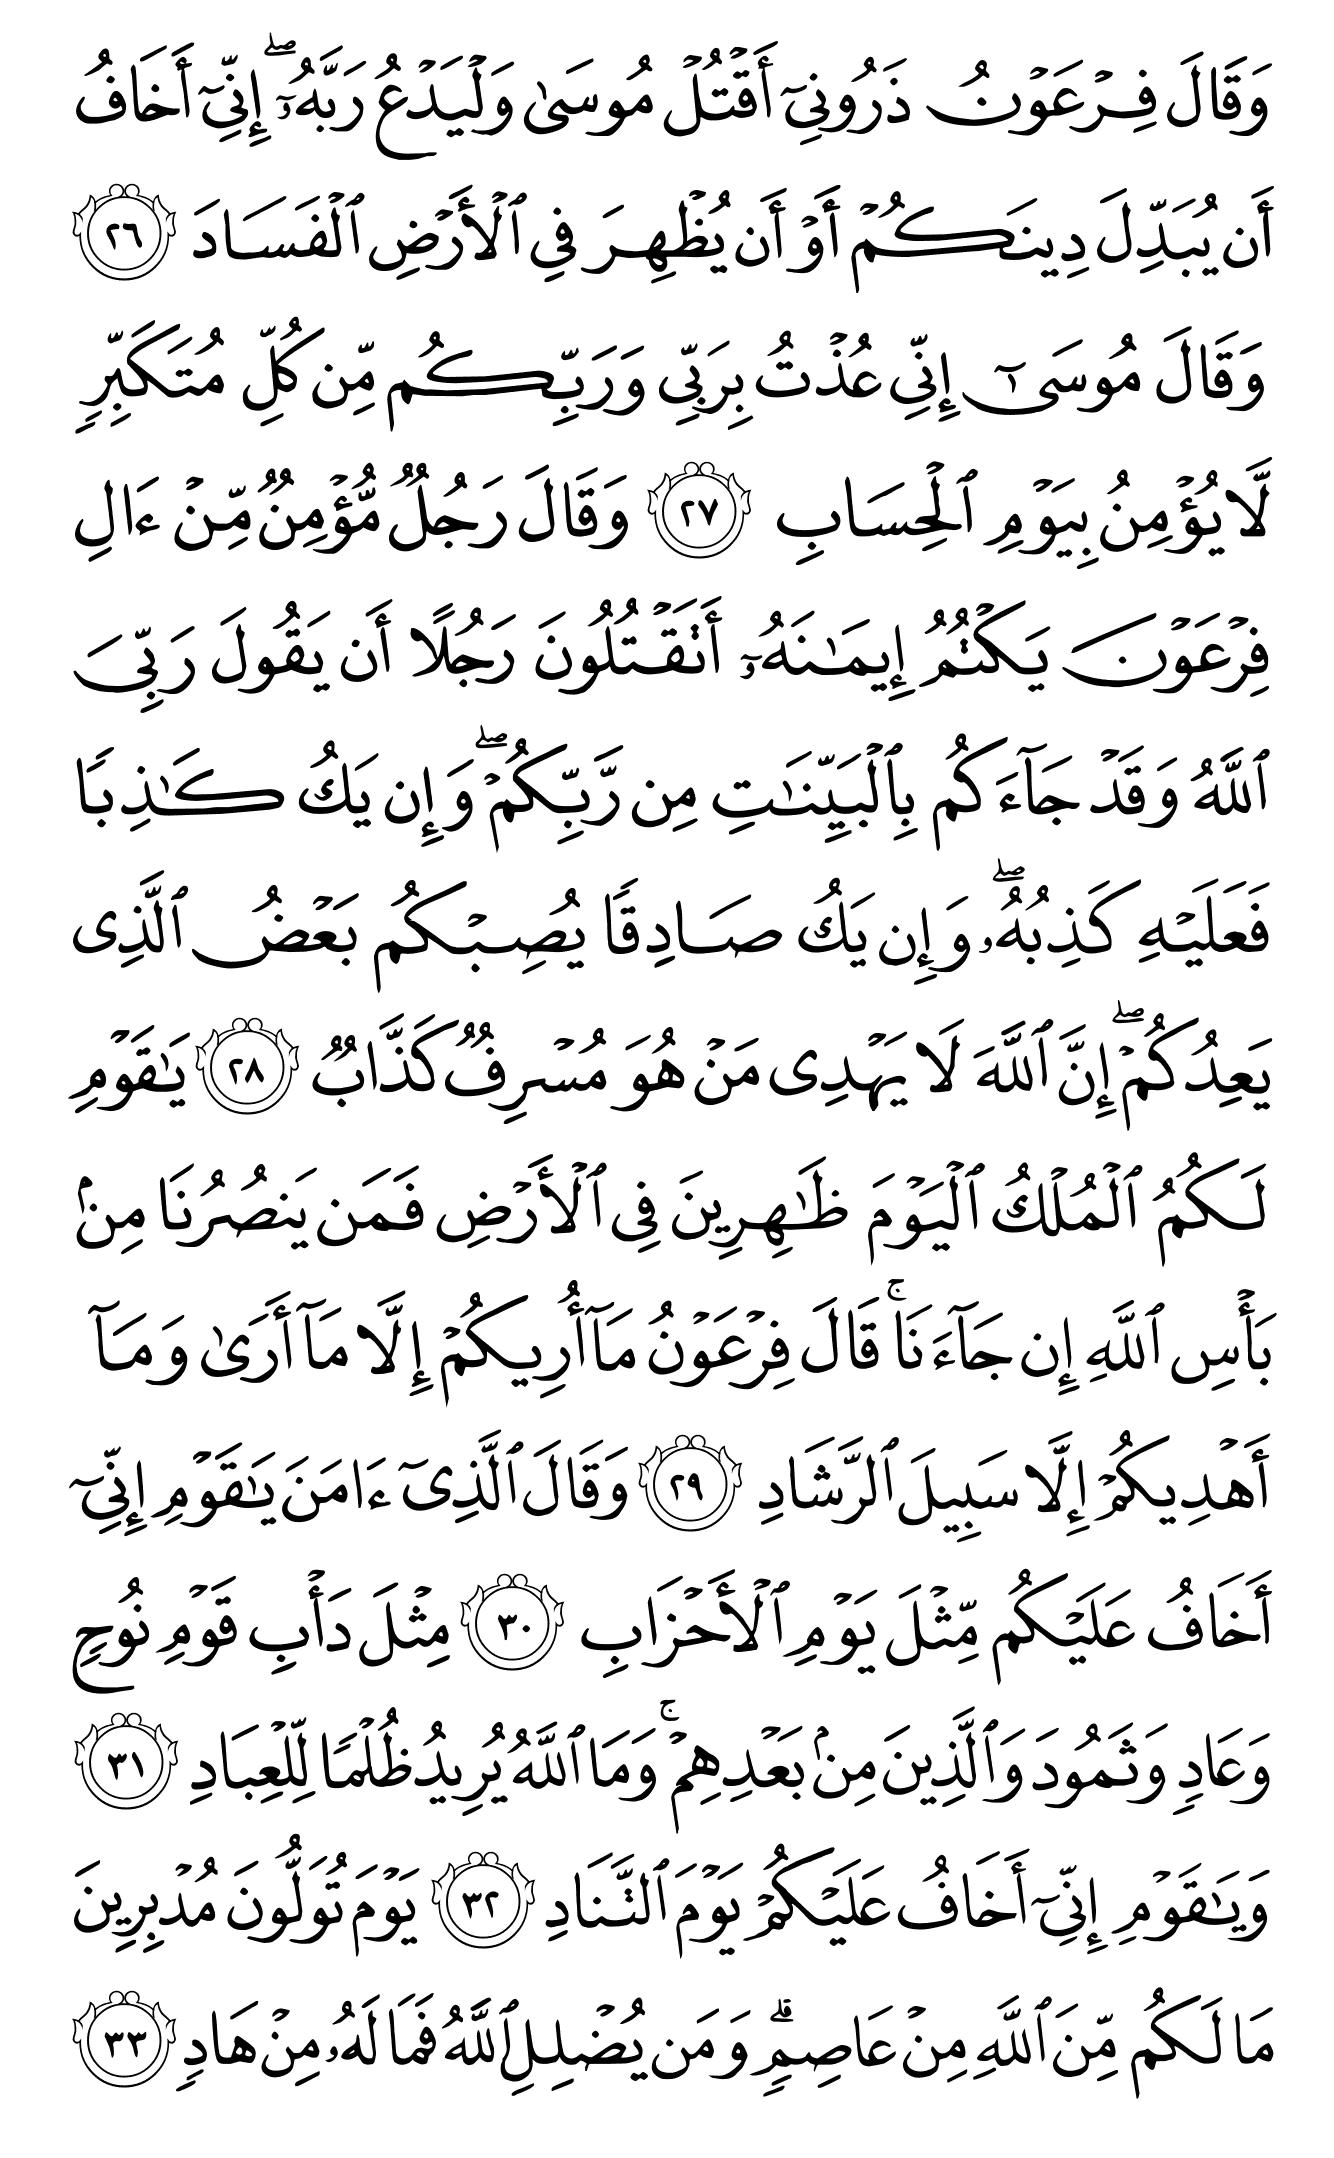 وَقَالَ فِرۡعَوۡنُ ذَرُونِيٓ أَقۡتُلۡ مُوسَىٰ وَلۡيَدۡعُ رَبَّهُۥٓۖ إِنِّيٓ أَخَافُ
أَن يُبَدِّلَ دِينَكُمۡ أَوۡ أَن يُظۡهِرَ فِي ٱلۡأَرۡضِ ٱلۡفَسَادَ ٢٦
وَقَالَ مُوسَىٰٓ إِنِّي عُذۡتُ بِرَبِّي وَرَبِّكُم مِّن كُلِّ مُتَكَبِّرٖ
لَّا يُؤۡمِنُ بِيَوۡمِ ٱلۡحِسَابِ ٢٧ وَقَالَ رَجُلٞ مُّؤۡمِنٞ مِّنۡ ءَالِ
فِرۡعَوۡنَ يَكۡتُمُ إِيمَٰنَهُۥٓ أَتَقۡتُلُونَ رَجُلًا أَن يَقُولَ رَبِّيَ
ٱللَّهُ وَقَدۡ جَآءَكُم بِٱلۡبَيِّنَٰتِ مِن رَّبِّكُمۡۖ وَإِن يَكُ كَٰذِبٗا
فَعَلَيۡهِ كَذِبُهُۥۖ وَإِن يَكُ صَادِقٗا يُصِبۡكُم بَعۡضُ ٱلَّذِي
يَعِدُكُمۡۖ إِنَّ ٱللَّهَ لَا يَهۡدِي مَنۡ هُوَ مُسۡرِفٞ كَذَّابٞ ٢٨ يَٰقَوۡمِ
لَكُمُ ٱلۡمُلۡكُ ٱلۡيَوۡمَ ظَٰهِرِينَ فِي ٱلۡأَرۡضِ فَمَن يَنصُرُنَا مِنۢ
بَأۡسِ ٱللَّهِ إِن جَآءَنَاۚ قَالَ فِرۡعَوۡنُ مَآ أُرِيكُمۡ إِلَّا مَآ أَرَىٰ وَمَآ
أَهۡدِيكُمۡ إِلَّا سَبِيلَ ٱلرَّشَادِ ٢٩ وَقَالَ ٱلَّذِيٓ ءَامَنَ يَٰقَوۡمِ إِنِّيٓ
أَخَافُ عَلَيۡكُم مِّثۡلَ يَوۡمِ ٱلۡأَحۡزَابِ ٣٠ مِثۡلَ دَأۡبِ قَوۡمِ نُوحٖ
وَعَادٖ وَثَمُودَ وَٱلَّذِينَ مِنۢ بَعۡدِهِمۡۚ وَمَا ٱللَّهُ يُرِيدُ ظُلۡمٗا لِّلۡعِبَادِ ٣١
وَيَٰقَوۡمِ إِنِّيٓ أَخَافُ عَلَيۡكُمۡ يَوۡمَ ٱلتَّنَادِ ٣٢ يَوۡمَ تُوَلُّونَ مُدۡبِرِينَ
مَا لَكُم مِّنَ ٱللَّهِ مِنۡ عَاصِمٖۗ وَمَن يُضۡلِلِ ٱللَّهُ فَمَا لَهُۥ مِنۡ هَادٖ ٣٣